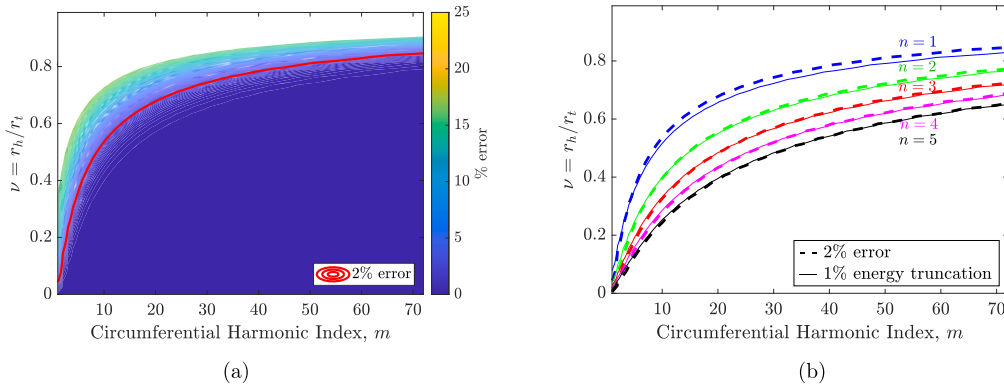 25
20
15
10
5
0
% error
0.8
0.6
0.4
0.2
0
ν = r_h/r_t
2% error
10 20 30 40 50 60 70
Circumferential Harmonic Index, m
(a)
0.8
0.6
0.4
0.2
0
ν = r_h/r_t
n = 1
n = 2
n = 3
n = 4
n = 5
2% error
1% energy truncation
10 20 30 40 50 60 70
Circumferential Harmonic Index, m
(b)